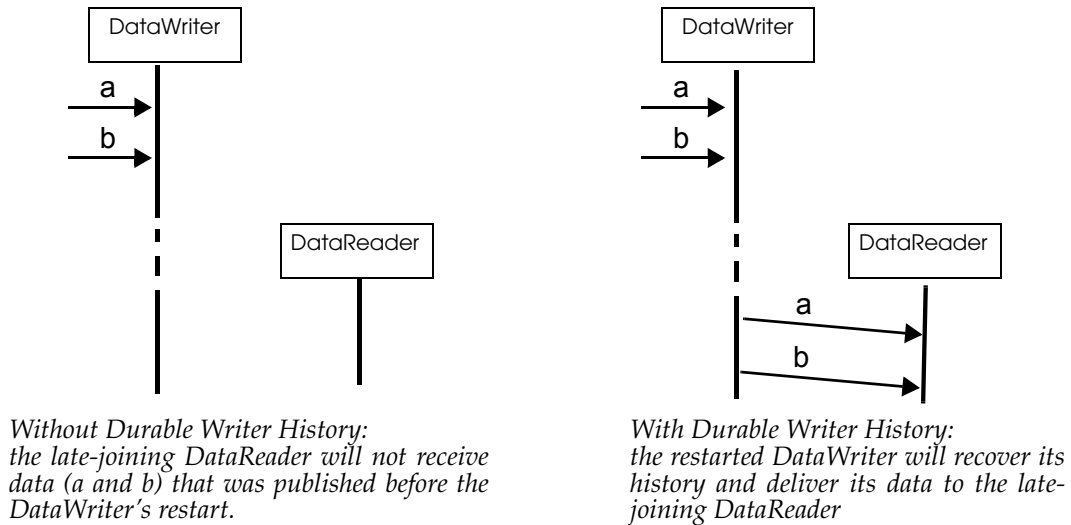 DataWriter
a
b
DataReader
Without Durable Writer History:
the late-joining DataReader will not receive
data (a and b) that was published before the
DataWriter's restart.
DataWriter
a
b
DataReader
a
b
With Durable Writer History:
the restarted DataWriter will recover its
history and deliver its data to the late-
joining DataReader